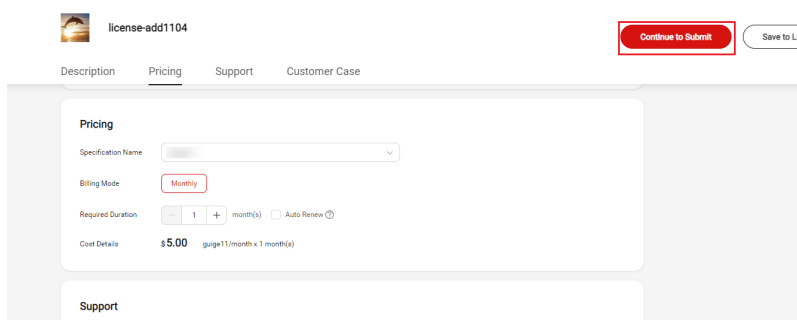 license-add1104
Continue to Submit
Save to L
Description Pricing Support Customer Case
Pricing
Specification Name
Billing Mode Monthly
Required Duration − 1 + month(s) Auto Renew ?
Cost Details $5.00 guige11/month x 1 month(s)
Support